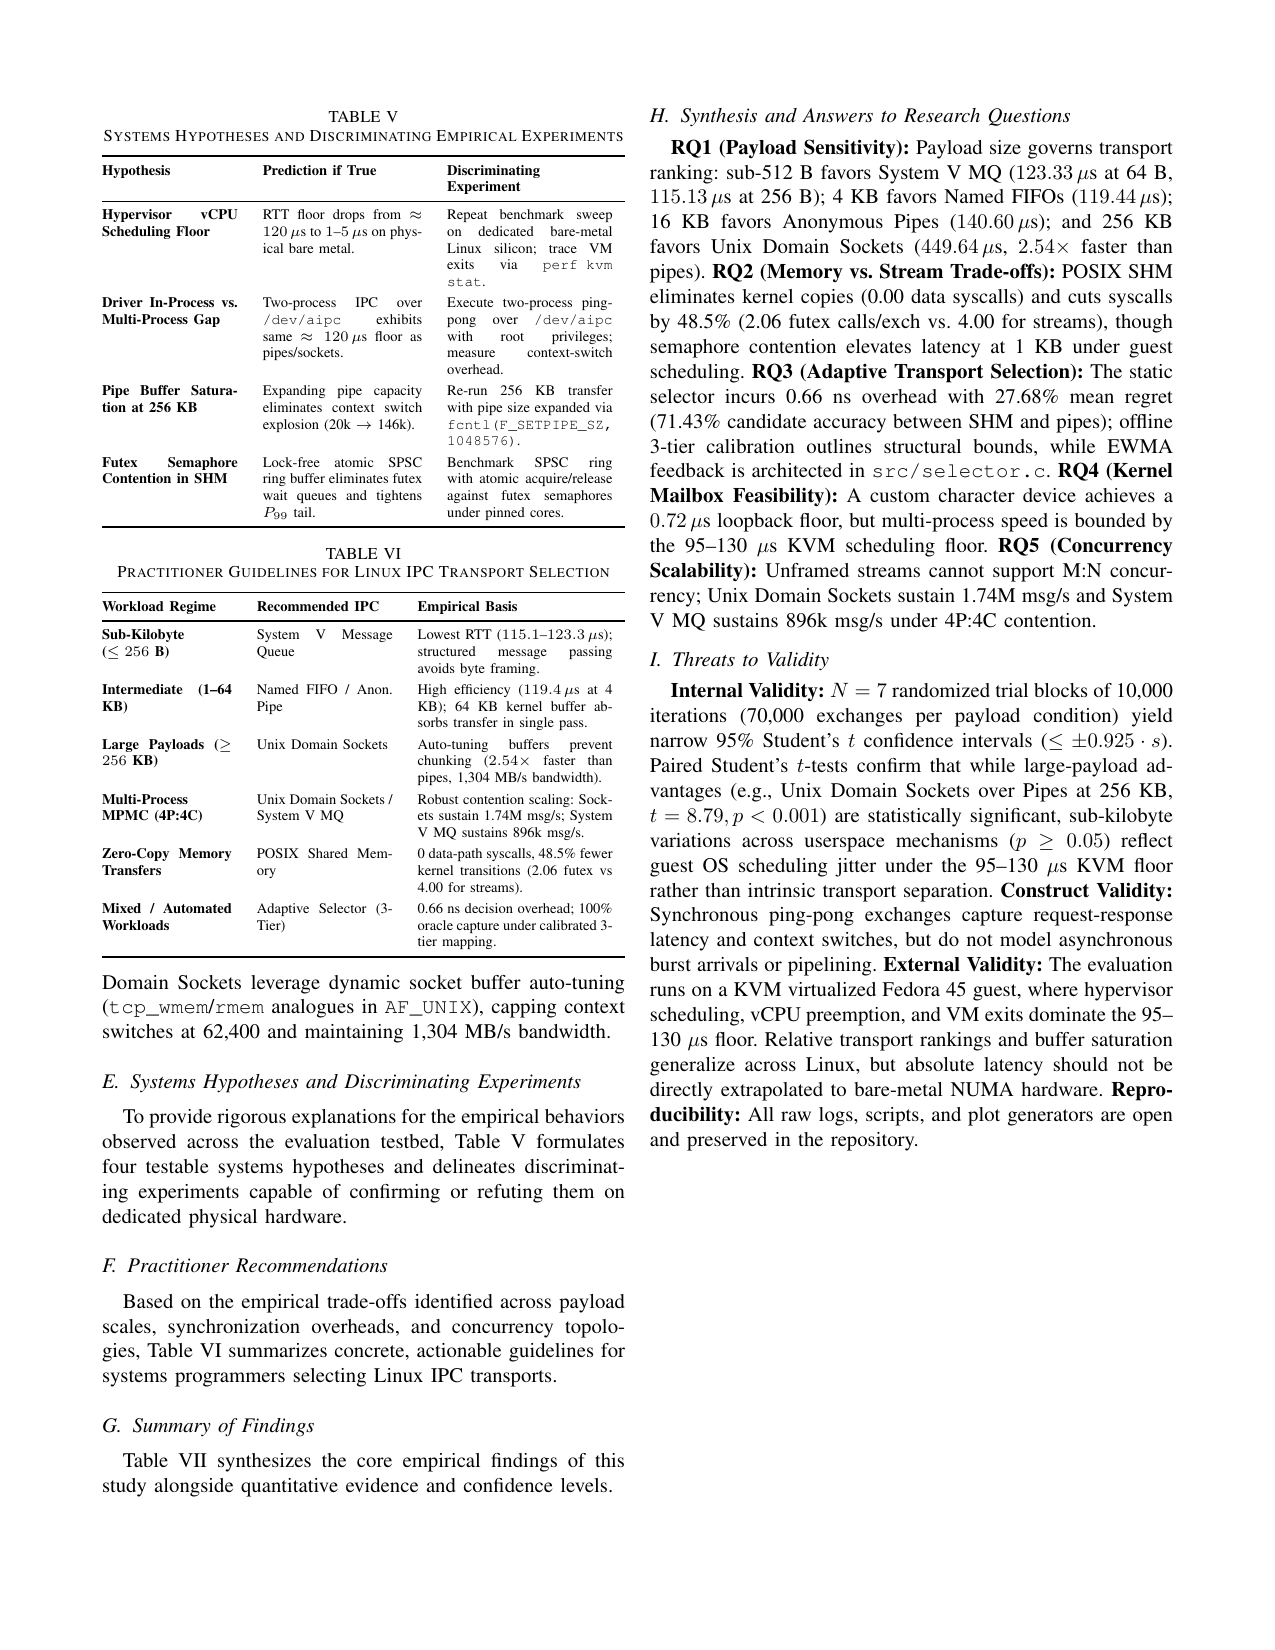 TABLE V
SYSTEMS HYPOTHESES AND DISCRIMINATING EMPIRICAL EXPERIMENTS
Hypothesis Prediction if True Discriminating
Experiment
Hypervisor vCPU RTT floor drops from ≈ Repeat benchmark sweep
Scheduling Floor 120 μs to 1–5 μs on phys- on dedicated bare-metal
ical bare metal. Linux silicon; trace VM
exits via perf kvm
stat.
Driver In-Process vs. Two-process IPC over Execute two-process ping-
Multi-Process Gap /dev/aipc exhibits pong over /dev/aipc
same ≈ 120 μs floor as with root privileges;
pipes/sockets. measure context-switch
overhead.
Pipe Buffer Satura- Expanding pipe capacity Re-run 256 KB transfer
tion at 256 KB eliminates context switch with pipe size expanded via
explosion (20k → 146k). fcntl(F_SETPIPE_SZ,
1048576).
Futex Semaphore Lock-free atomic SPSC Benchmark SPSC ring
Contention in SHM ring buffer eliminates futex with atomic acquire/release
wait queues and tightens against futex semaphores
P99 tail. under pinned cores.
TABLE VI
PRACTITIONER GUIDELINES FOR LINUX IPC TRANSPORT SELECTION
Workload Regime Recommended IPC Empirical Basis
Sub-Kilobyte System V Message Lowest RTT (115.1–123.3 μs);
(≤ 256 B) Queue structured message passing
avoids byte framing.
Intermediate (1–64 Named FIFO / Anon. High efficiency (119.4 μs at 4
KB) Pipe KB); 64 KB kernel buffer ab-
sorbs transfer in single pass.
Large Payloads (≥ Unix Domain Sockets Auto-tuning buffers prevent
256 KB) chunking (2.54× faster than
pipes, 1,304 MB/s bandwidth).
Multi-Process Unix Domain Sockets / Robust contention scaling: Sock-
MPMC (4P:4C) System V MQ ets sustain 1.74M msg/s; System
V MQ sustains 896k msg/s.
Zero-Copy Memory POSIX Shared Mem- 0 data-path syscalls, 48.5% fewer
Transfers ory kernel transitions (2.06 futex vs
4.00 for streams).
Mixed / Automated Adaptive Selector (3- 0.66 ns decision overhead; 100%
Workloads Tier) oracle capture under calibrated 3-
tier mapping.
Domain Sockets leverage dynamic socket buffer auto-tuning
(tcp_wmem/rmem analogues in AF_UNIX), capping context
switches at 62,400 and maintaining 1,304 MB/s bandwidth.
E. Systems Hypotheses and Discriminating Experiments
To provide rigorous explanations for the empirical behaviors
observed across the evaluation testbed, Table V formulates
four testable systems hypotheses and delineates discriminat-
ing experiments capable of confirming or refuting them on
dedicated physical hardware.
F. Practitioner Recommendations
Based on the empirical trade-offs identified across payload
scales, synchronization overheads, and concurrency topolo-
gies, Table VI summarizes concrete, actionable guidelines for
systems programmers selecting Linux IPC transports.
G. Summary of Findings
Table VII synthesizes the core empirical findings of this
study alongside quantitative evidence and confidence levels.
H. Synthesis and Answers to Research Questions
RQ1 (Payload Sensitivity): Payload size governs transport
ranking: sub-512 B favors System V MQ (123.33 μs at 64 B,
115.13 μs at 256 B); 4 KB favors Named FIFOs (119.44 μs);
16 KB favors Anonymous Pipes (140.60 μs); and 256 KB
favors Unix Domain Sockets (449.64 μs, 2.54× faster than
pipes). RQ2 (Memory vs. Stream Trade-offs): POSIX SHM
eliminates kernel copies (0.00 data syscalls) and cuts syscalls
by 48.5% (2.06 futex calls/exch vs. 4.00 for streams), though
semaphore contention elevates latency at 1 KB under guest
scheduling. RQ3 (Adaptive Transport Selection): The static
selector incurs 0.66 ns overhead with 27.68% mean regret
(71.43% candidate accuracy between SHM and pipes); offline
3-tier calibration outlines structural bounds, while EWMA
feedback is architected in src/selector.c. RQ4 (Kernel
Mailbox Feasibility): A custom character device achieves a
0.72 μs loopback floor, but multi-process speed is bounded by
the 95–130 μs KVM scheduling floor. RQ5 (Concurrency
Scalability): Unframed streams cannot support M:N concur-
rency; Unix Domain Sockets sustain 1.74M msg/s and System
V MQ sustains 896k msg/s under 4P:4C contention.
I. Threats to Validity
Internal Validity: N = 7 randomized trial blocks of 10,000
iterations (70,000 exchanges per payload condition) yield
narrow 95% Student's t confidence intervals (≤ ±0.925 · s).
Paired Student's t-tests confirm that while large-payload ad-
vantages (e.g., Unix Domain Sockets over Pipes at 256 KB,
t = 8.79, p < 0.001) are statistically significant, sub-kilobyte
variations across userspace mechanisms (p ≥ 0.05) reflect
guest OS scheduling jitter under the 95–130 μs KVM floor
rather than intrinsic transport separation. Construct Validity:
Synchronous ping-pong exchanges capture request-response
latency and context switches, but do not model asynchronous
burst arrivals or pipelining. External Validity: The evaluation
runs on a KVM virtualized Fedora 45 guest, where hypervisor
scheduling, vCPU preemption, and VM exits dominate the 95–
130 μs floor. Relative transport rankings and buffer saturation
generalize across Linux, but absolute latency should not be
directly extrapolated to bare-metal NUMA hardware. Repro-
ducibility: All raw logs, scripts, and plot generators are open
and preserved in the repository.